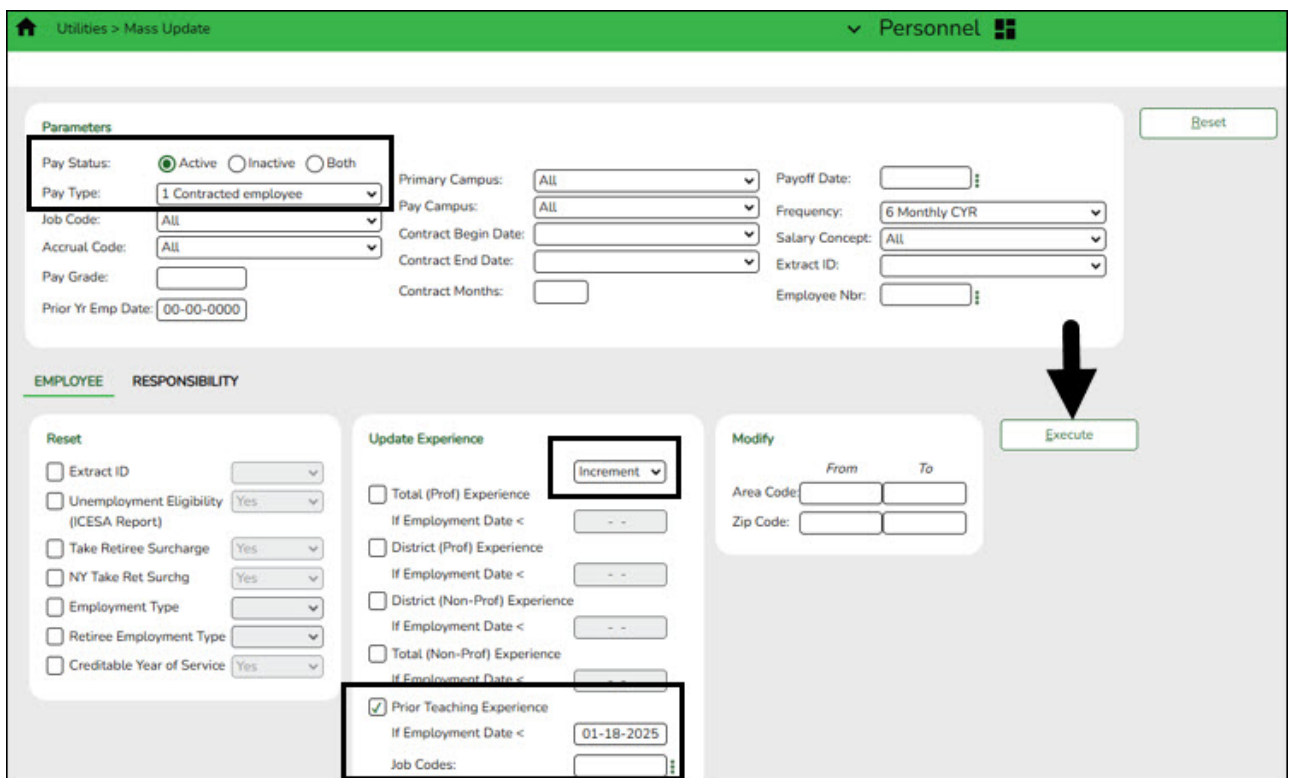 Utilities > Mass Update
Personnel
Reset
Parameters
Pay Status: Active Inactive Both
Pay Type: 1 Contracted employee
Job Code: All
Accrual Code: All
Pay Grade:
Prior Yr Emp Date: 00-00-0000
Primary Campus: All
Pay Campus: All
Contract Begin Date:
Contract End Date:
Contract Months:
Payoff Date:
Frequency: 6 Monthly CYR
Salary Concept: All
Extract ID:
Employee Nbr:
EMPLOYEE RESPONSIBILITY
Execute
Reset
Extract ID
Unemployment Eligibility Yes
(ICESA Report)
Take Retiree Surcharge Yes
NY Take Ret Surchg Yes
Employment Type
Retiree Employment Type
Creditable Year of Service Yes
Update Experience
Increment
Total (Prof) Experience
If Employment Date < - -
District (Prof) Experience
If Employment Date < - -
District (Non-Prof) Experience
If Employment Date < - -
Total (Non-Prof) Experience
If Employment Date < - -
Prior Teaching Experience
If Employment Date < 01-18-2025
Job Codes:
Modify
From To
Area Code:
Zip Code: